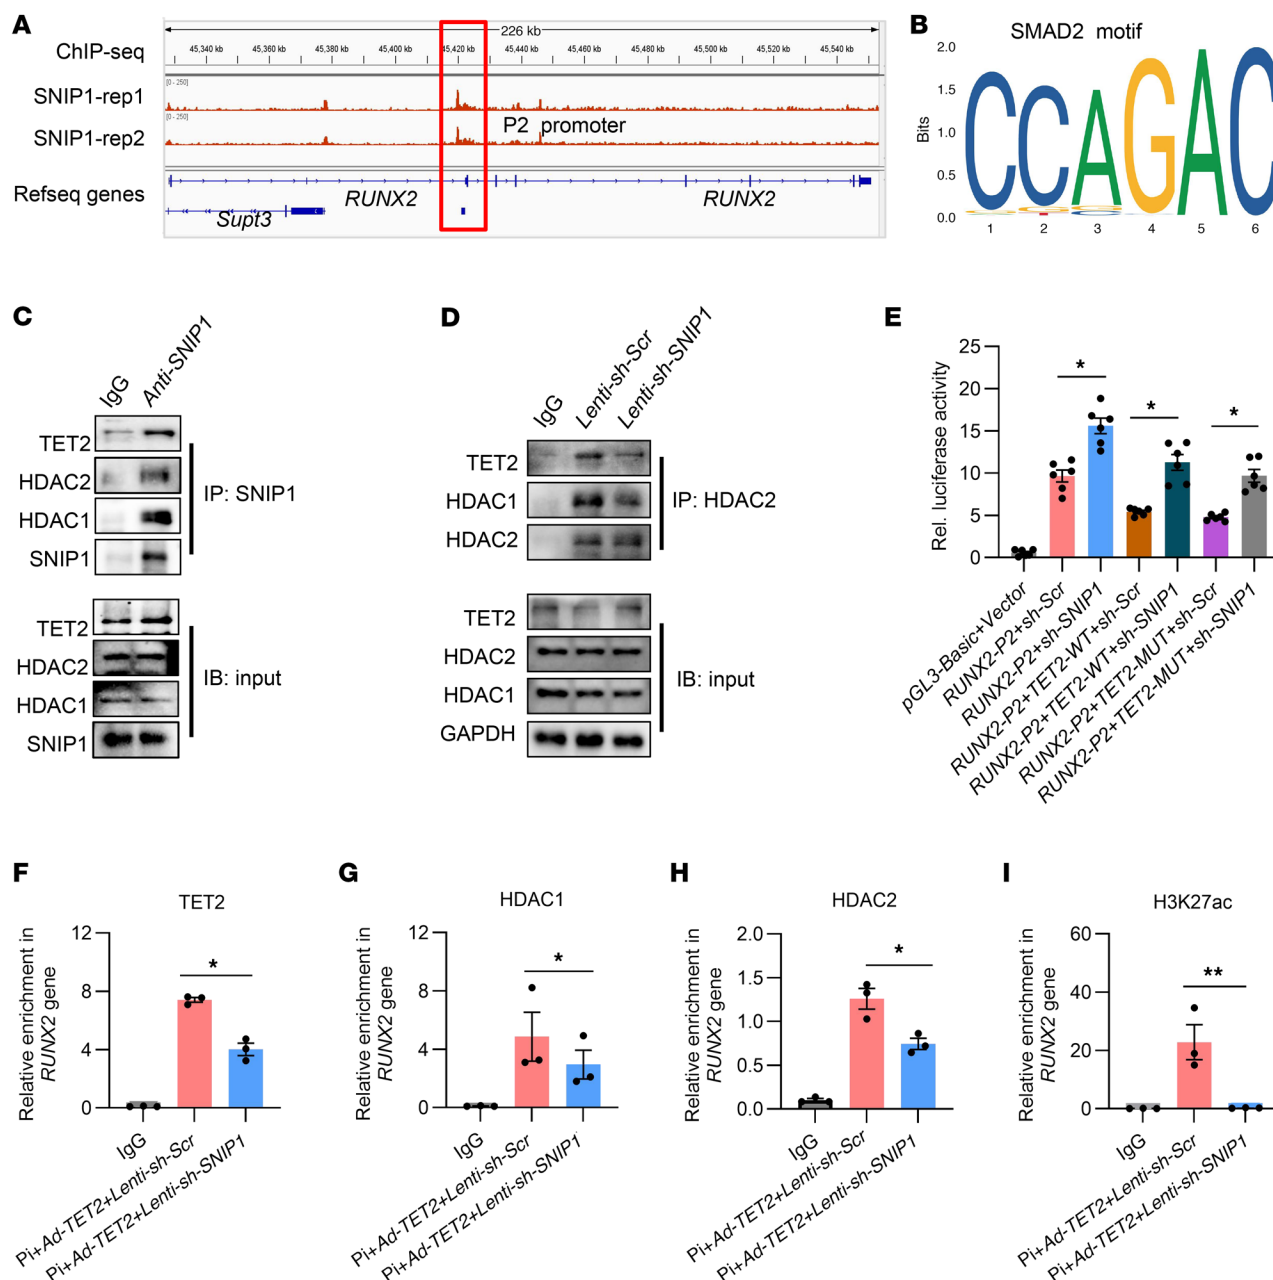 A
226 kb
ChIP-seq
45,340 kb 45,360 kb 45,380 kb 45,400 kb 45,420 kb 45,440 kb 45,460 kb 45,480 kb 45,500 kb 45,520 kb 45,540 kb
[0 - 250]
SNIP1-rep1
[0 - 250]
SNIP1-rep2
P2 promoter
Refseq genes
RUNX2 RUNX2
Supt3
B
SMAD2 motif
Bits
2.0
1.5
1.0
0.5
0.0
CCAGAC
1 2 3 4 5 6
C
IgG
Anti-SNIP1
TET2
HDAC2
HDAC1
SNIP1
IP: SNIP1
TET2
HDAC2
HDAC1
SNIP1
IB: input
D
IgG
Lenti-sh-Scr
Lenti-sh-SNIP1
TET2
HDAC1
HDAC2
IP: HDAC2
TET2
HDAC2
HDAC1
GAPDH
IB: input
E
Rel. luciferase activity
25
20
15
10
5
0
* * *
pGL3-Basic+Vector
RUNX2-P2+sh-Scr
RUNX2-P2+sh-SNIP1
RUNX2-P2+TET2-WT+sh-Scr
RUNX2-P2+TET2-WT+sh-SNIP1
RUNX2-P2+TET2-MUT+sh-Scr
RUNX2-P2+TET2-MUT+sh-SNIP1
F
TET2
Relative enrichment in
RUNX2 gene
12
8
4
0
*
IgG
Pi+Ad-TET2+Lenti-sh-Scr
Pi+Ad-TET2+Lenti-sh-SNIP1
G
HDAC1
Relative enrichment in
RUNX2 gene
12
8
4
0
*
IgG
Pi+Ad-TET2+Lenti-sh-Scr
Pi+Ad-TET2+Lenti-sh-SNIP1
H
HDAC2
Relative enrichment in
RUNX2 gene
2.0
1.5
1.0
0.5
0.0
*
IgG
Pi+Ad-TET2+Lenti-sh-Scr
Pi+Ad-TET2+Lenti-sh-SNIP1
I
H3K27ac
Relative enrichment in
RUNX2 gene
60
40
20
0
**
IgG
Pi+Ad-TET2+Lenti-sh-Scr
Pi+Ad-TET2+Lenti-sh-SNIP1